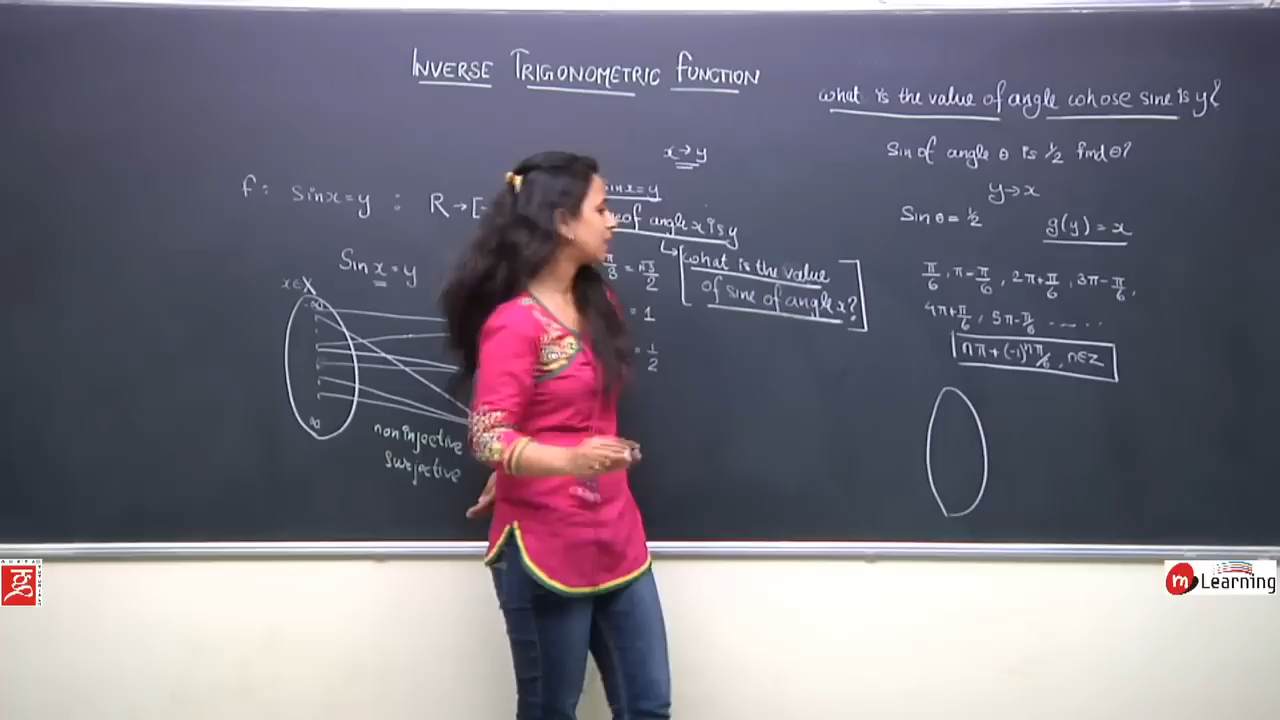 INVERSE TRIGONOMETRIC FUNCTION
what is the value of angle whose sine is y?
x→y
Sin of angle θ is 1/2 find θ?
y→x
f: Sinx=y : R→[-
Sinx=y
of angle x is y
Sin θ = 1/2 g(y) = x
Sinx=y
what is the value
of sine of angle x?
= √3/2
= 1
= 1/2
π/6, π-π/6, 2π+π/6, 3π-π/6,
4π+π/6, 5π-π/6 .....
nπ+(-1)ⁿπ/6, n∈Z
x∈X
∞
∞
non injective
Surjective
g
m Learning